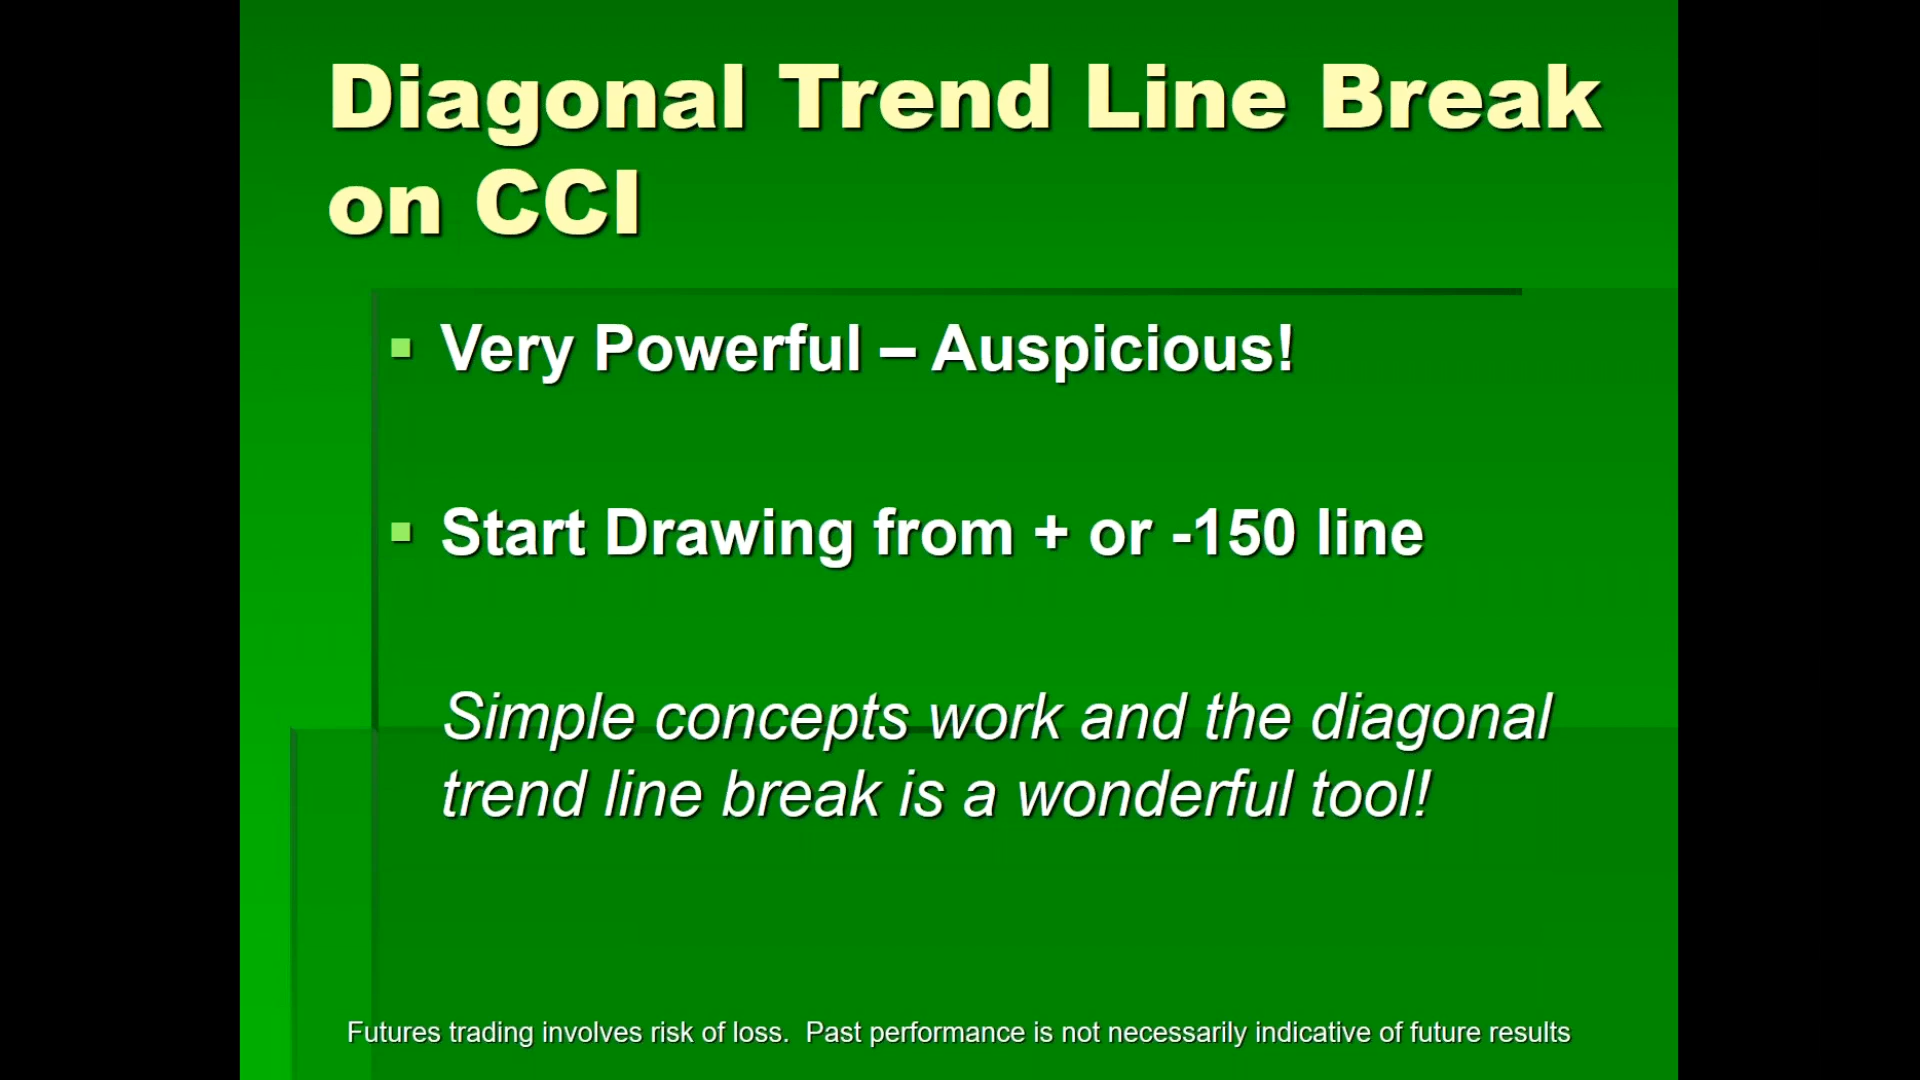 Diagonal Trend Line Break
on CCI
Very Powerful – Auspicious!
Start Drawing from + or -150 line
Simple concepts work and the diagonal
trend line break is a wonderful tool!
Futures trading involves risk of loss.  Past performance is not necessarily indicative of future results